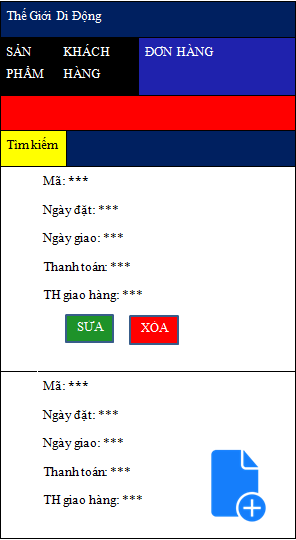 Thế Giới Di Động
SẢN PHẨM
KHÁCH HÀNG
ĐƠN HÀNG
Tìm kiếm
Mã: ***
Ngày đặt: ***
Ngày giao: ***
Thanh toán: ***
TH giao hàng: ***
SỬA
XÓA
Mã: ***
Ngày đặt: ***
Ngày giao: ***
Thanh toán: ***
TH giao hàng: ***